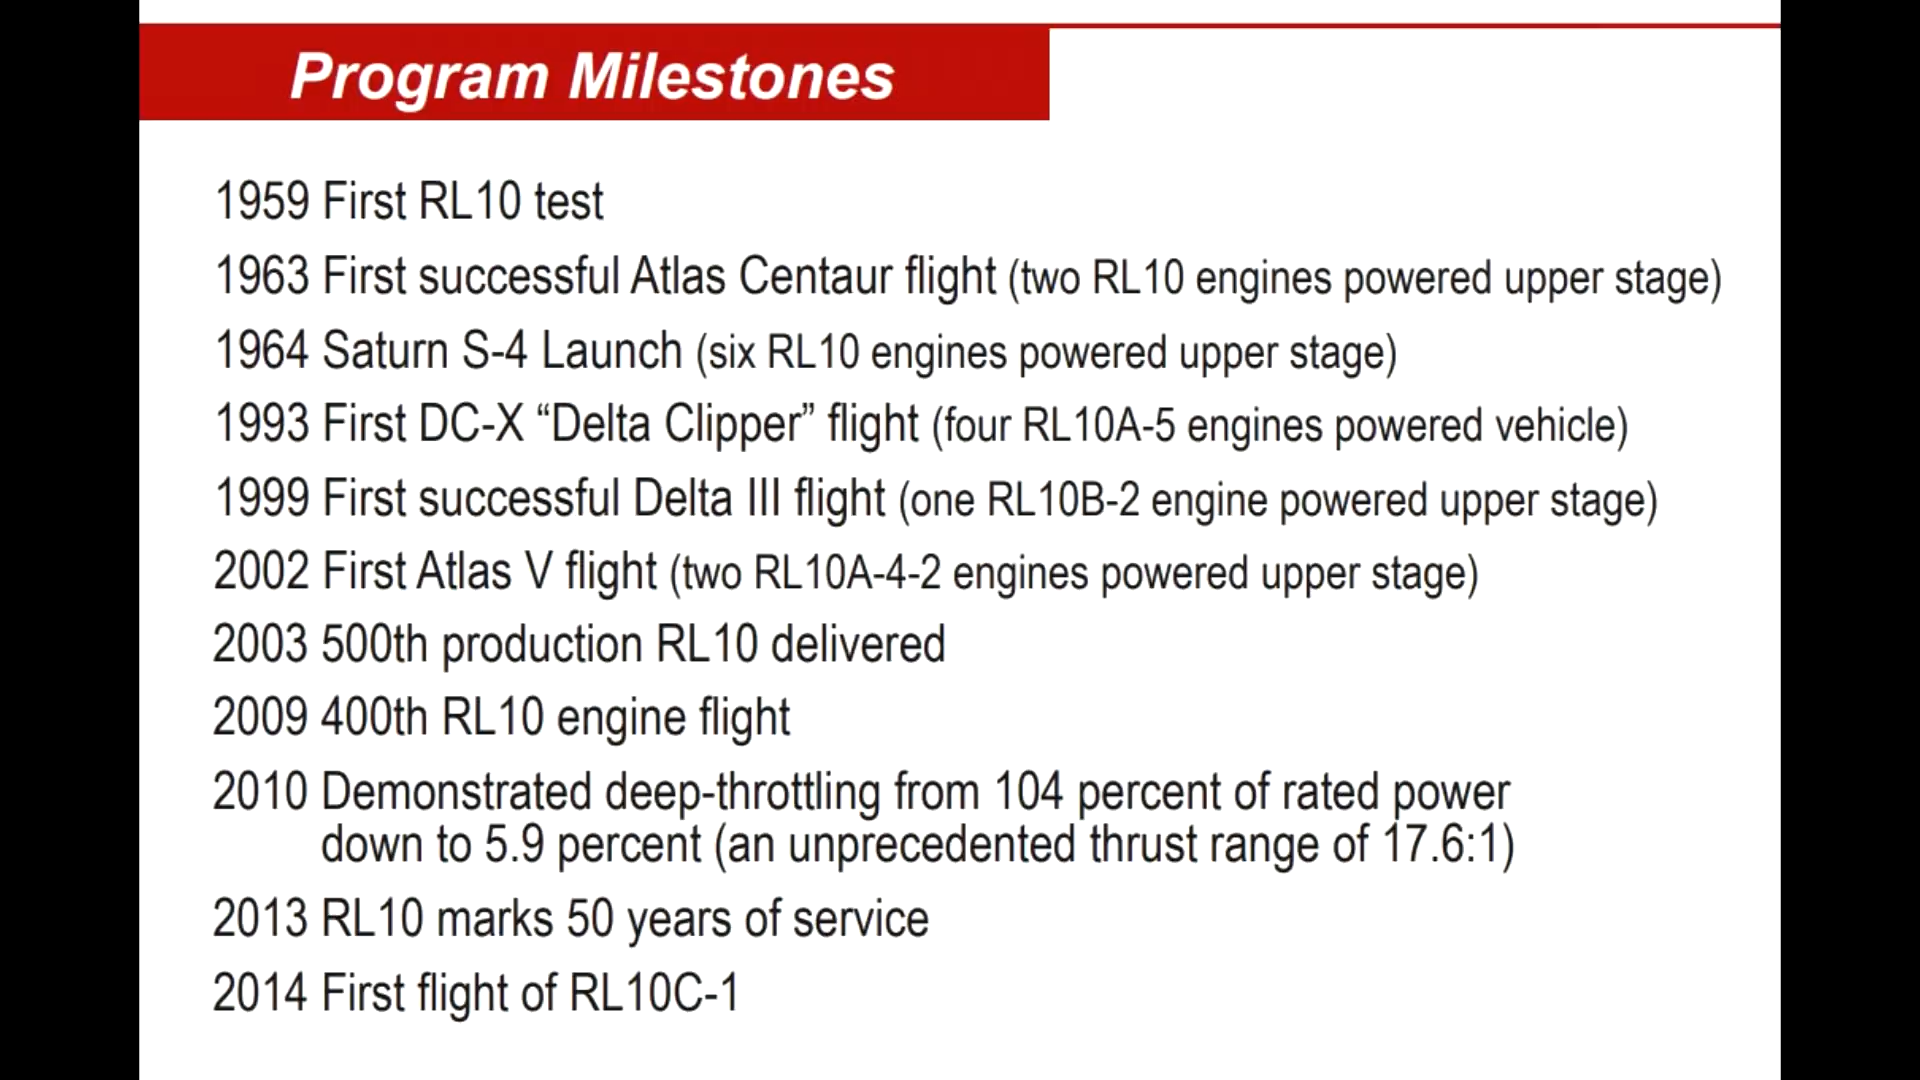 Program Milestones
1959 First RL10 test
1963 First successful Atlas Centaur flight (two RL10 engines powered upper stage)
1964 Saturn S-4 Launch (six RL10 engines powered upper stage)
1993 First DC-X “Delta Clipper” flight (four RL10A-5 engines powered vehicle)
1999 First successful Delta III flight (one RL10B-2 engine powered upper stage)
2002 First Atlas V flight (two RL10A-4-2 engines powered upper stage)
2003 500th production RL10 delivered
2009 400th RL10 engine flight
2010 Demonstrated deep-throttling from 104 percent of rated power
down to 5.9 percent (an unprecedented thrust range of 17.6:1)
2013 RL10 marks 50 years of service
2014 First flight of RL10C-1